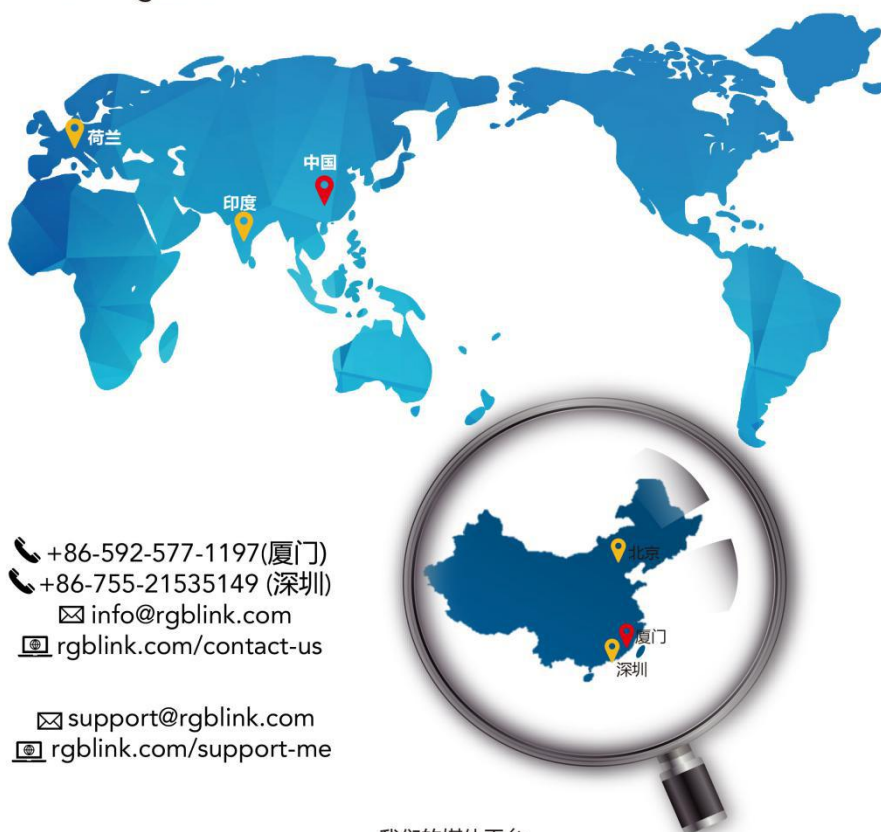 荷兰
中国
印度
+86-592-577-1197(厦门)
+86-755-21535149 (深圳)
info@rgblink.com
rgblink.com/contact-us
support@rgblink.com
rgblink.com/support-me
北京
厦门
深圳